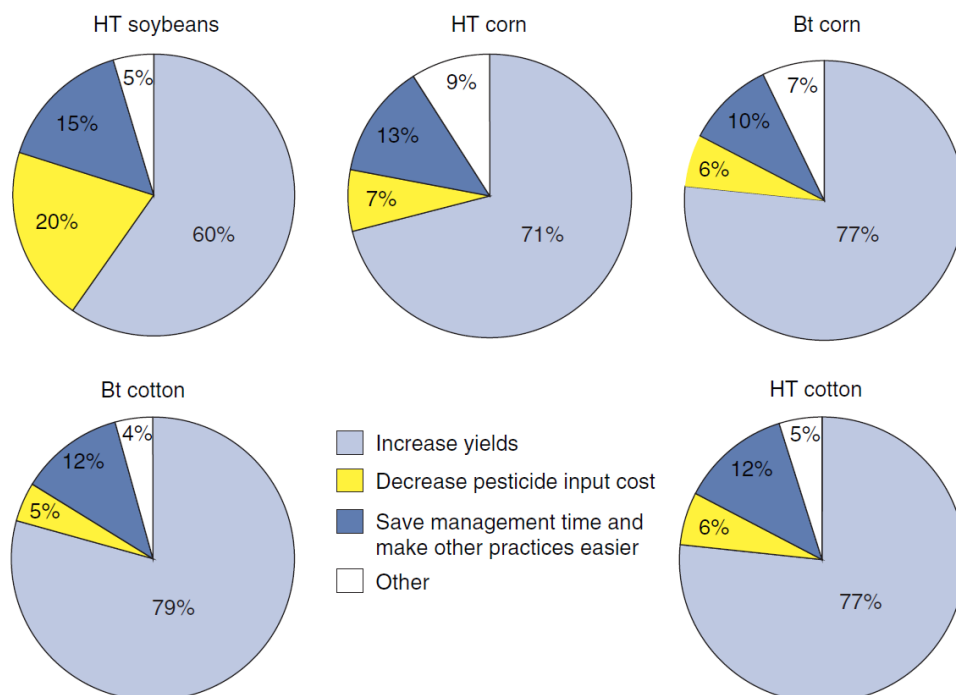 HT soybeans
5%
15%
20%
60%
HT corn
9%
13%
7%
71%
Bt corn
7%
10%
6%
77%
Bt cotton
4%
12%
5%
79%
Increase yields
Decrease pesticide input cost
Save management time and
make other practices easier
Other
HT cotton
5%
12%
6%
77%